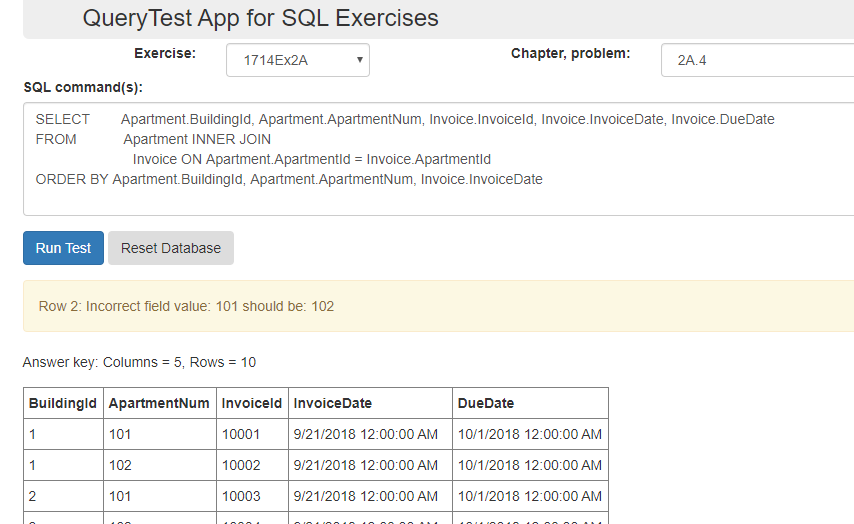 QueryTest App for SQL Exercises
Exercise: 1714Ex2A Chapter, problem: 2A.4
SQL command(s):
SELECT Apartment.BuildingId, Apartment.ApartmentNum, Invoice.InvoiceId, Invoice.InvoiceDate, Invoice.DueDate
FROM Apartment INNER JOIN
Invoice ON Apartment.ApartmentId = Invoice.ApartmentId
ORDER BY Apartment.BuildingId, Apartment.ApartmentNum, Invoice.InvoiceDate
Run Test Reset Database
Row 2: Incorrect field value: 101 should be: 102
Answer key: Columns = 5, Rows = 10
BuildingId ApartmentNum InvoiceId InvoiceDate DueDate
1 101 10001 9/21/2018 12:00:00 AM 10/1/2018 12:00:00 AM
1 102 10002 9/21/2018 12:00:00 AM 10/1/2018 12:00:00 AM
2 101 10003 9/21/2018 12:00:00 AM 10/1/2018 12:00:00 AM